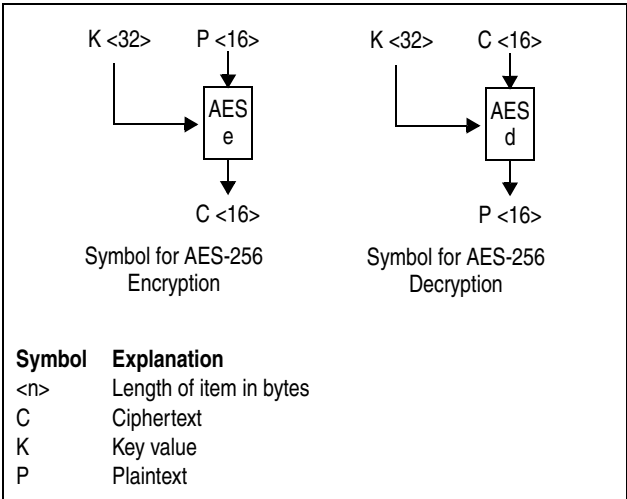 K <32> P <16> K <32> C <16>
AES AES
e d
C <16> P <16>
Symbol for AES-256 Symbol for AES-256
Encryption Decryption
Symbol Explanation
<n> Length of item in bytes
C Ciphertext
K Key value
P Plaintext